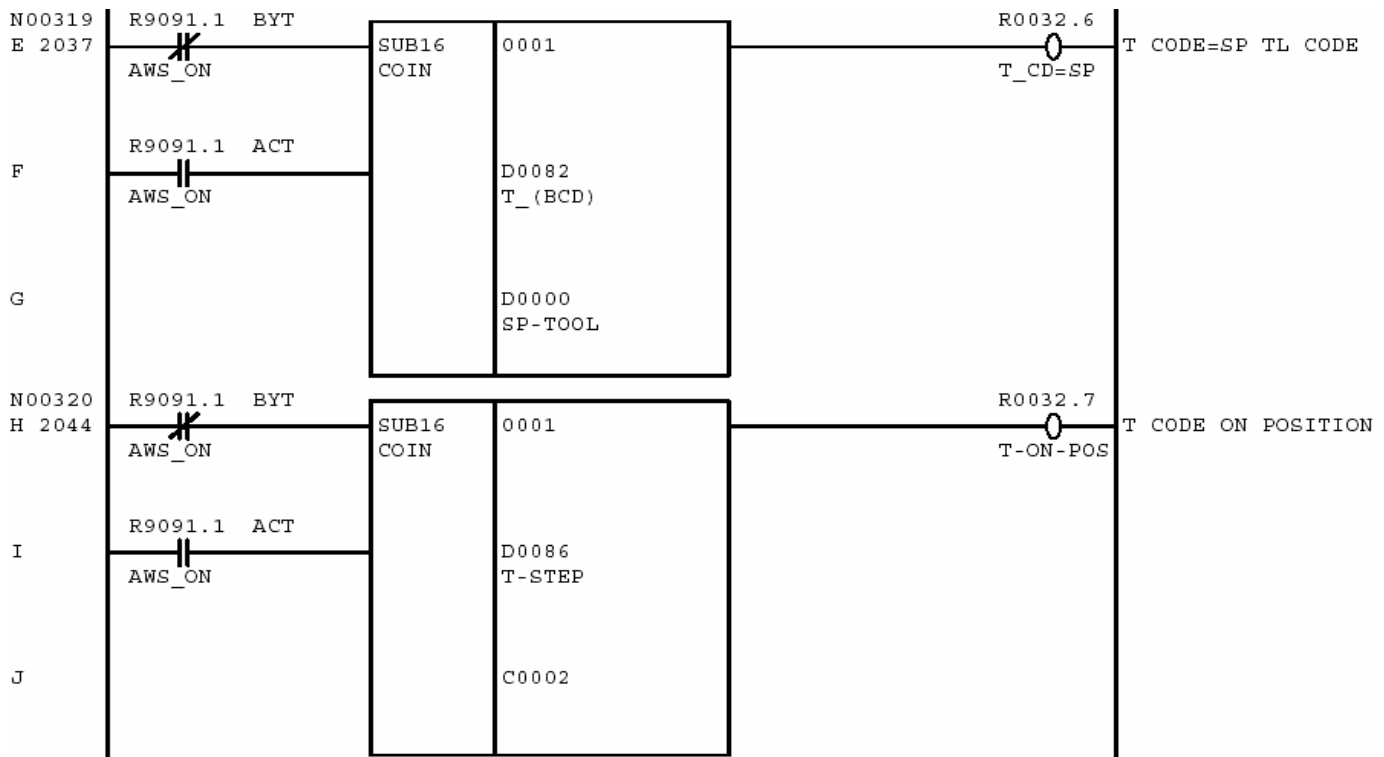 N00319 R9091.1 BYT R0032.6
E 2037 SUB16 0001 T CODE=SP TL CODE
AWS_ON COIN T_CD=SP
R9091.1 ACT
F D0082
AWS_ON T_(BCD)
G D0000
SP-TOOL
N00320 R9091.1 BYT R0032.7
H 2044 SUB16 0001 T CODE ON POSITION
AWS_ON COIN T-ON-POS
R9091.1 ACT
I D0086
AWS_ON T-STEP
J C0002